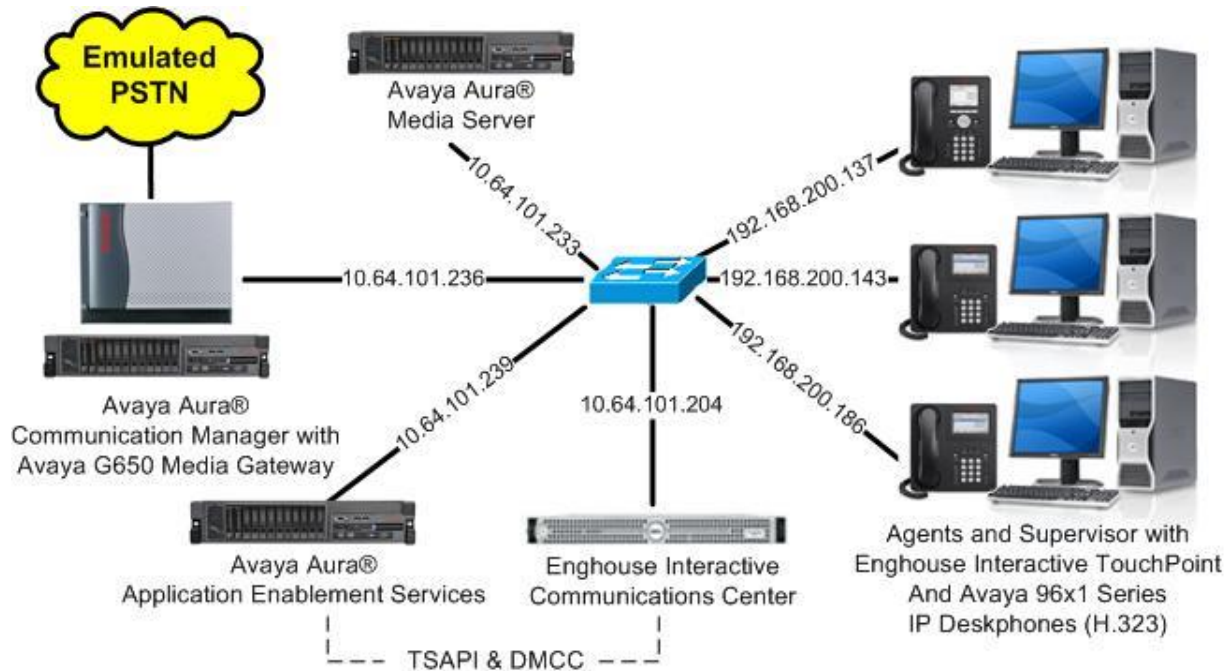 Emulated
PSTN
Avaya Aura®
Media Server
10.64.101.233
10.64.101.236
10.64.101.239
10.64.101.204
192.168.200.137
192.168.200.143
192.168.200.186
Avaya Aura®
Communication Manager with
Avaya G650 Media Gateway
Avaya Aura®
Application Enablement Services
Enghouse Interactive
Communications Center
TSAPI & DMCC
Agents and Supervisor with
Enghouse Interactive TouchPoint
And Avaya 96x1 Series
IP Deskphones (H.323)